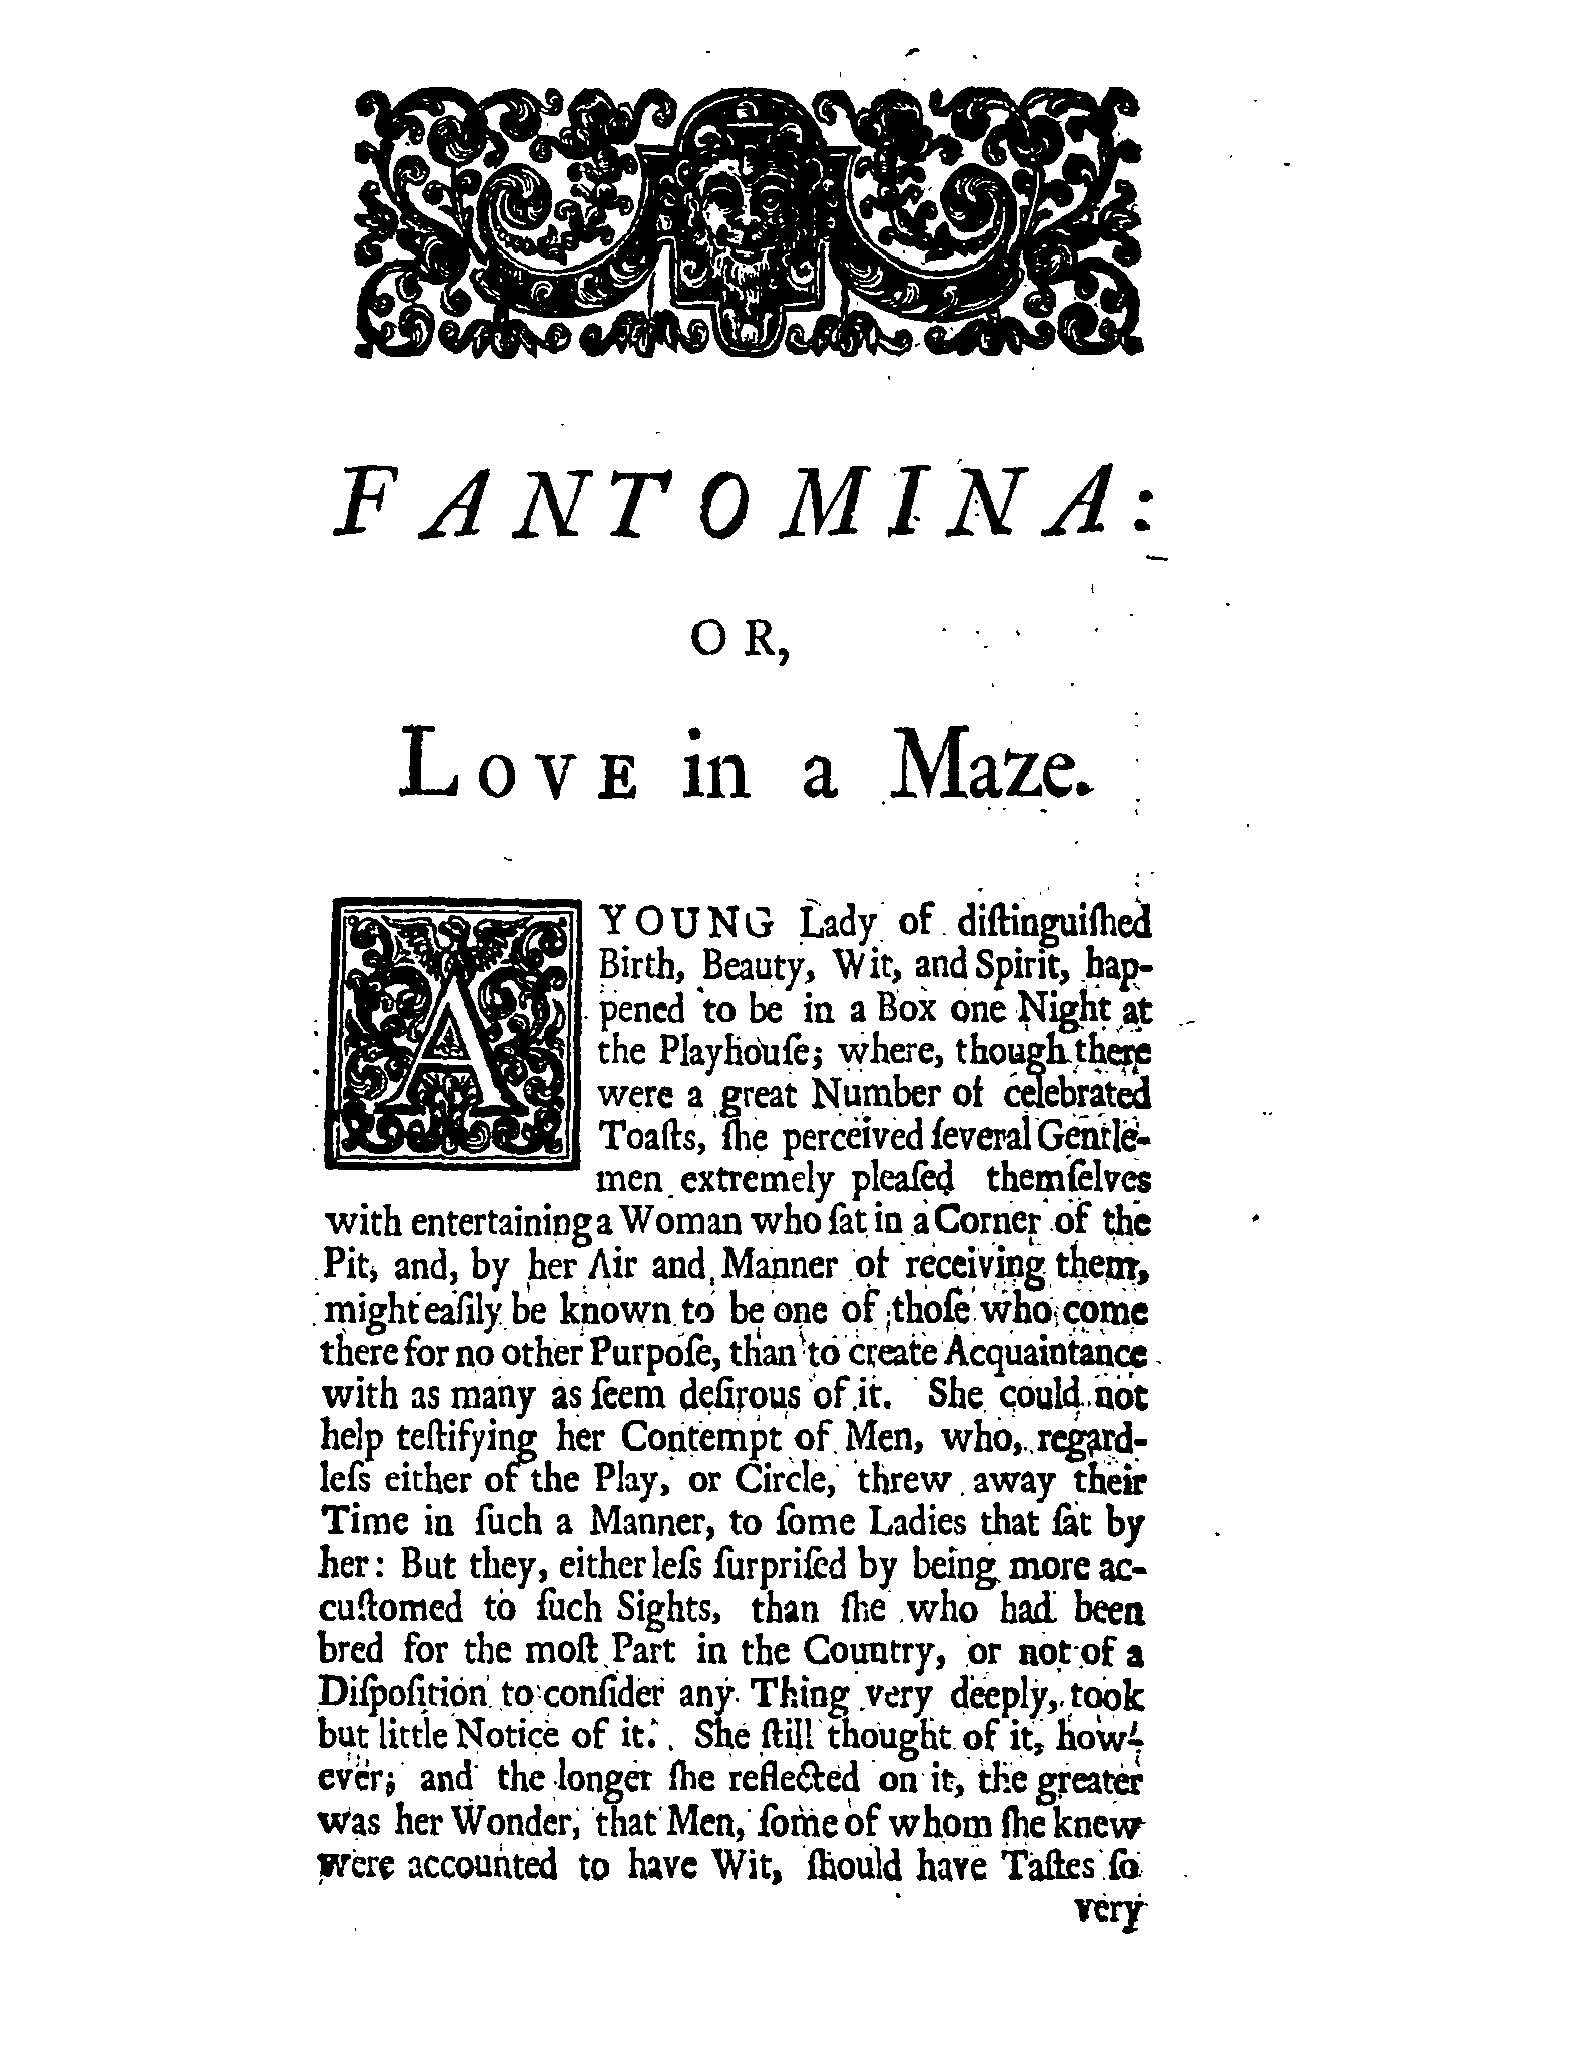 FANTOMINA:
OR,
LOVE in a Maze.
A YOUNG Lady of diſtinguiſhed
Birth, Beauty, Wit, and Spirit, hap-
pened to be in a Box one Night at
the Playhouſe; where, though there
were a great Number of celebrated
Toaſts, ſhe perceived ſeveral Gentle-
men extremely pleaſed themſelves
with entertaining a Woman who ſat in a Corner of the
Pit, and, by her Air and Manner of receiving them,
might eaſily be known to be one of thoſe who come
there for no other Purpoſe, than to create Acquaintance
with as many as ſeem deſirous of it. She could not
help teſtifying her Contempt of Men, who, regard-
leſs either of the Play, or Circle, threw away their
Time in ſuch a Manner, to ſome Ladies that ſat by
her: But they, either leſs ſurpriſed by being more ac-
cuſtomed to ſuch Sights, than ſhe who had been
bred for the moſt Part in the Country, or not of a
Diſpoſition to conſider any Thing very deeply, took
but little Notice of it. She ſtill thought of it, how-
ever; and the longer ſhe reflected on it, the greater
was her Wonder, that Men, ſome of whom ſhe knew
were accounted to have Wit, ſhould have Taſtes ſo
very